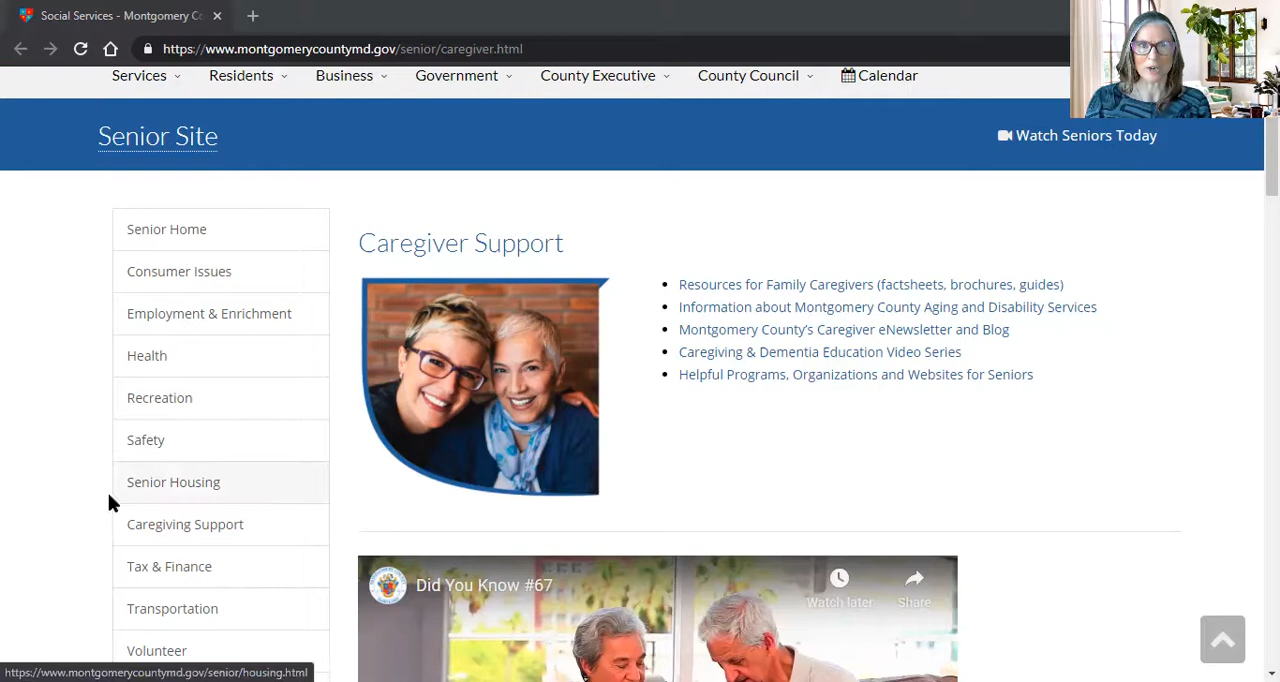 Social Services - Montgomery Co
https://www.montgomerycountymd.gov/senior/caregiver.html
Services
Residents
Business
Government
County Executive
County Council
Calendar
Senior Site
Watch Seniors Today
Senior Home
Consumer Issues
Employment & Enrichment
Health
Recreation
Safety
Senior Housing
Caregiving Support
Tax & Finance
Transportation
Volunteer
Caregiver Support
Resources for Family Caregivers (factsheets, brochures, guides)
Information about Montgomery County Aging and Disability Services
Montgomery County's Caregiver eNewsletter and Blog
Caregiving & Dementia Education Video Series
Helpful Programs, Organizations and Websites for Seniors
Did You Know #67
Watch later
Share
https://www.montgomerycountymd.gov/senior/housing.html